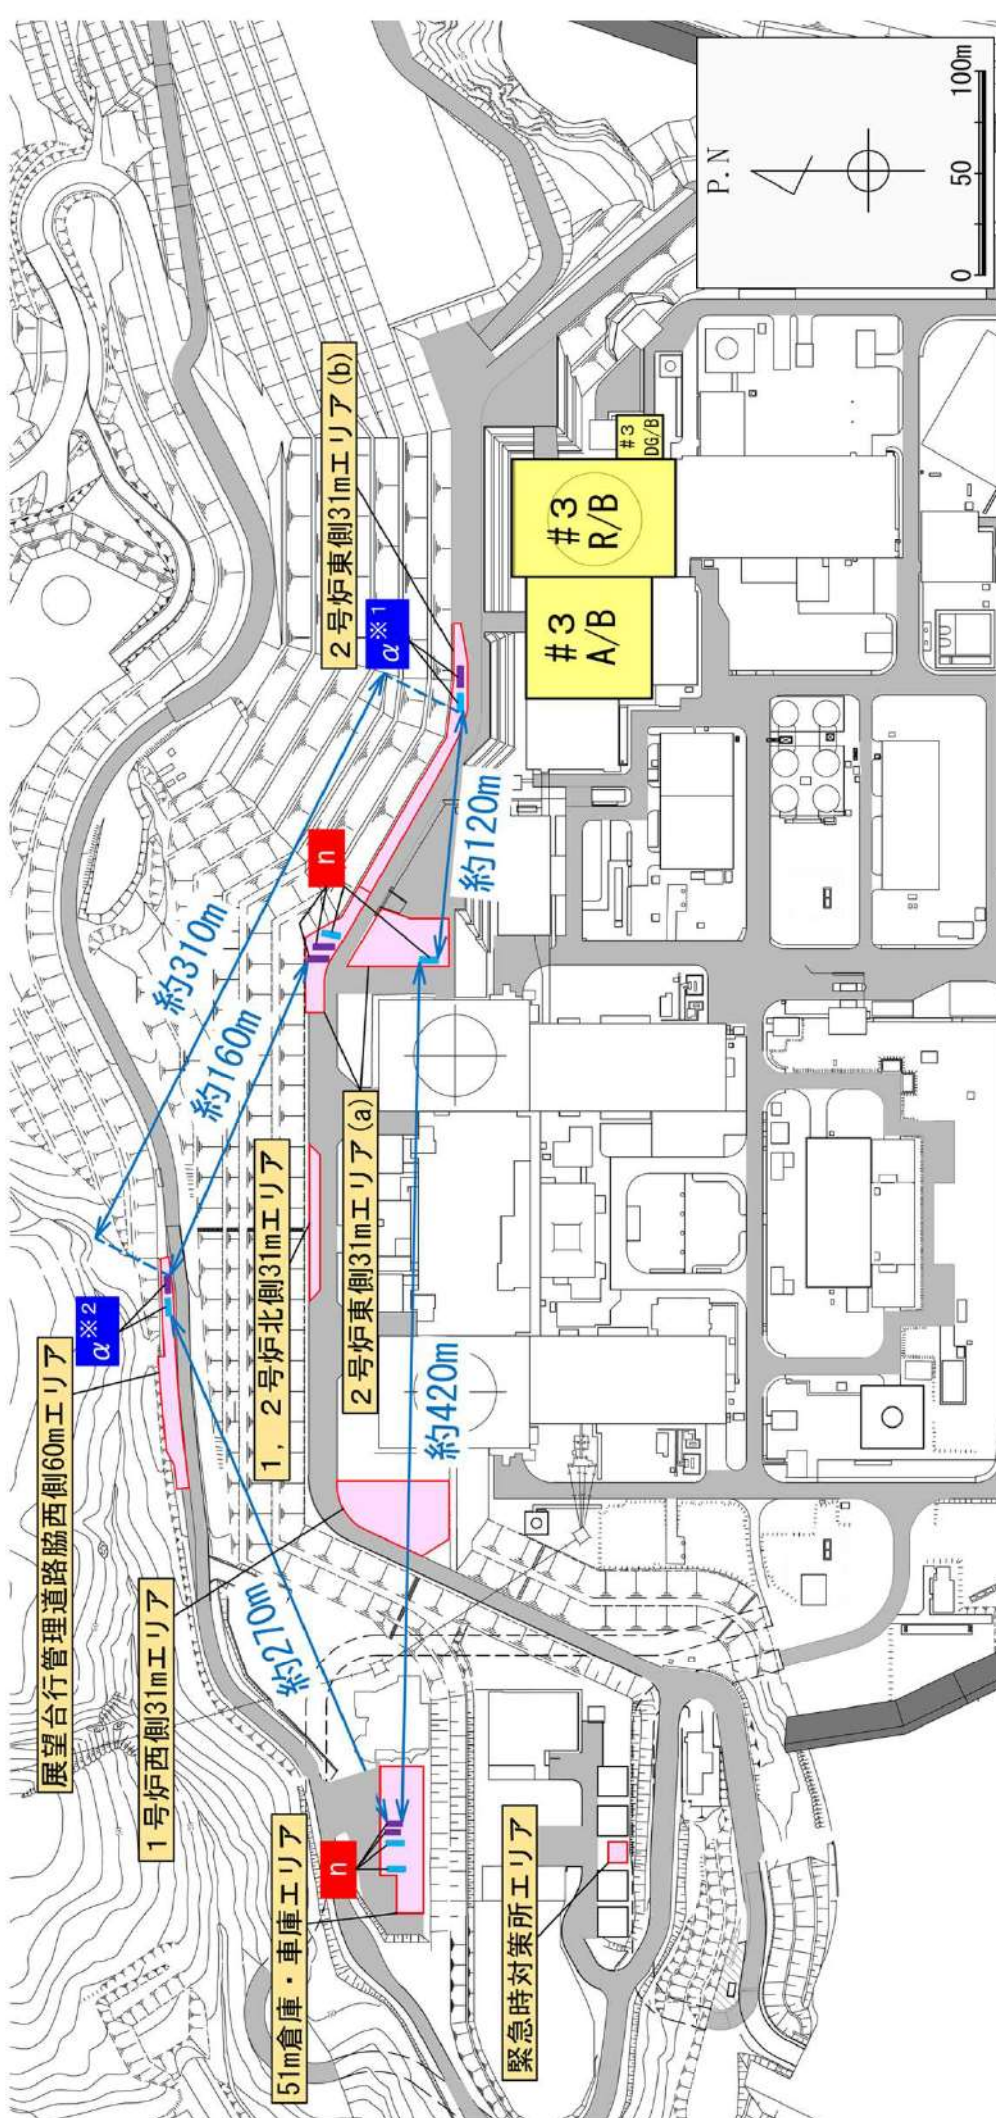 展望台行管理道路脇西側60mエリア
α※2
1号炉西側31mエリア
51m倉庫・車庫エリア
n
緊急時対策所エリア
約270m
約420m
1，2号炉北側31mエリア
2号炉東側31mエリア(a)
約310m
約160m
n
約120m
2号炉東側31mエリア(b)
α※1
#3
A/B
#3
R/B
#3
DG/B
P.N
0 50 100m